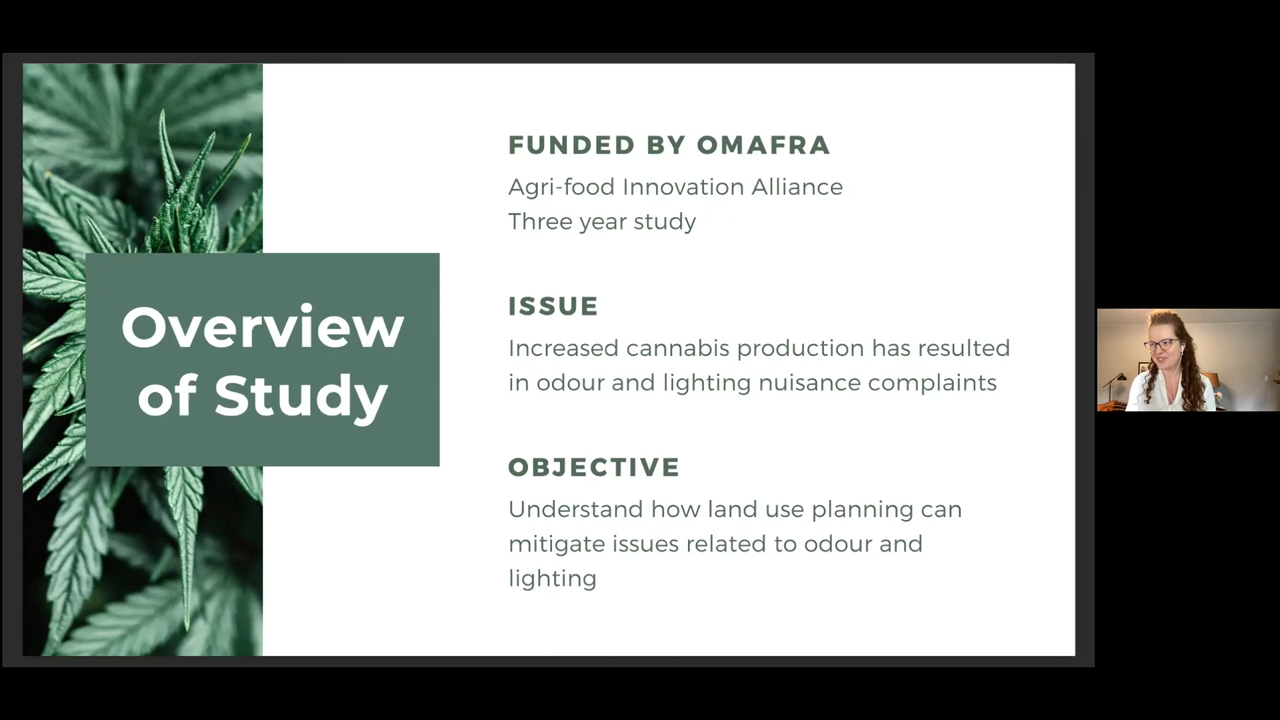 Overview
of Study
FUNDED BY OMAFRA
Agri-food Innovation Alliance
Three year study
ISSUE
Increased cannabis production has resulted
in odour and lighting nuisance complaints
OBJECTIVE
Understand how land use planning can
mitigate issues related to odour and
lighting